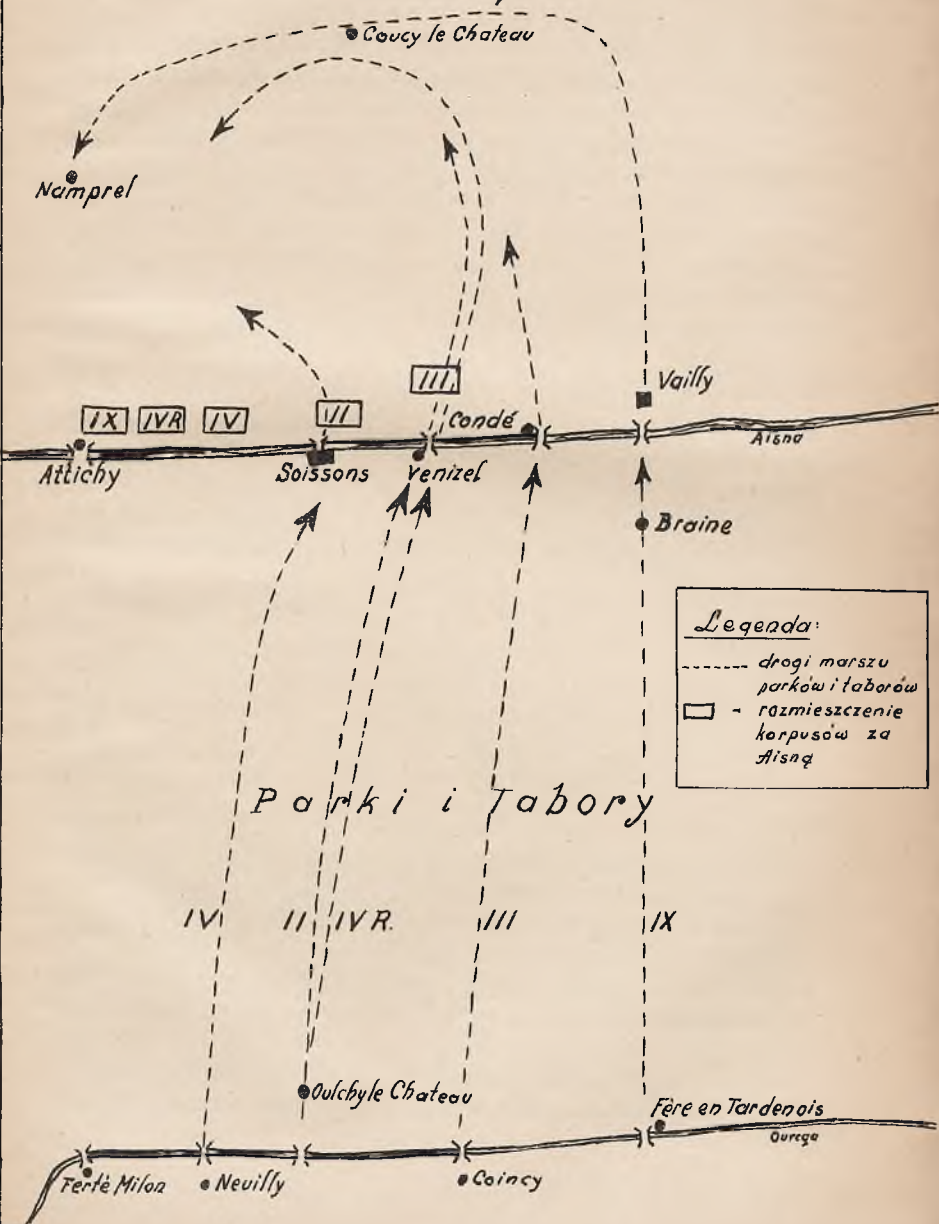 Coucy le Chateau
Namprel
Vailly
III
IX IVR IV II
Condé
Aisna
Attichy
Soissons
Venizel
Braine
Legenda:
drogi marszu
parków i taborów
- rozmieszczenie
korpusów za
Aisną
Parki i Tabory
IV II IVR. III IX
Oulchyle Chateau
Fère en Tardenois
Ourcqa
Ferté Milon
Neuilly
Coincy